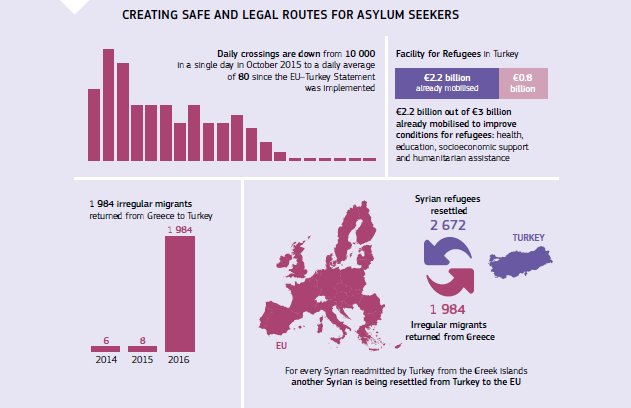 CREATING SAFE AND LEGAL ROUTES FOR ASYLUM SEEKERS
Daily crossings are down from 10 000
in a single day in October 2015 to a daily average
of 80 since the EU–Turkey Statement
was implemented
Facility for Refugees in Turkey
€2.2 billion
already mobilised
€0.8
billion
€2.2 billion out of €3 billion
already mobilised to improve
conditions for refugees: health,
education, socioeconomic support
and humanitarian assistance
1 984 irregular migrants
returned from Greece to Turkey
1 984
6
8
2014
2015
2016
Syrian refugees
resettled
2 672
TURKEY
1 984
Irregular migrants
returned from Greece
EU
For every Syrian readmitted by Turkey from the Greek islands
another Syrian is being resettled from Turkey to the EU